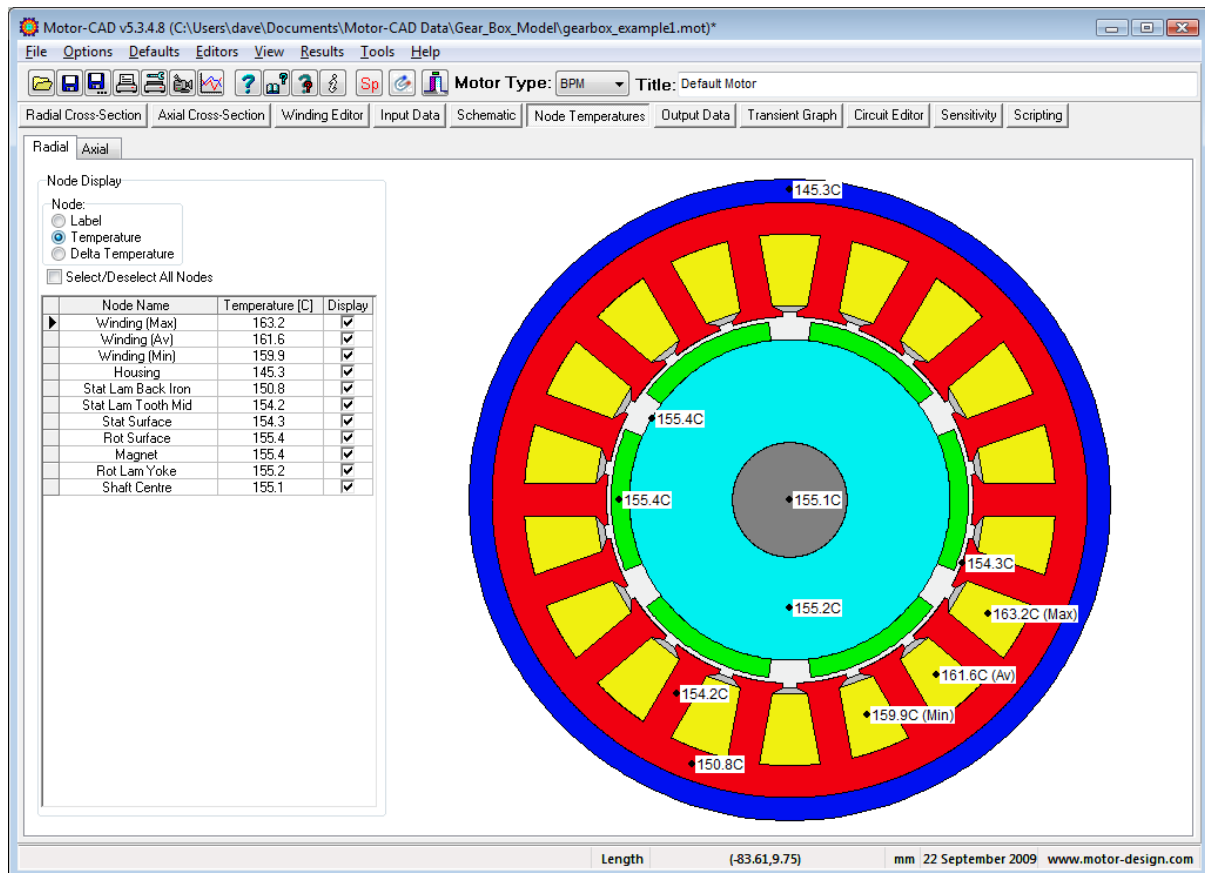 Motor-CAD v5.3.4.8 (C:\Users\dave\Documents\Motor-CAD Data\Gear_Box_Model\gearbox_example1.mot)*
File Options Defaults Editors View Results Tools Help
Sp Motor Type: BPM Title: Default Motor
Radial Cross-Section Axial Cross-Section Winding Editor Input Data Schematic Node Temperatures Output Data Transient Graph Circuit Editor Sensitivity Scripting
Radial Axial
Node Display
Node:
Label
Temperature
Delta Temperature
Select/Deselect All Nodes
Node Name Temperature [C] Display
Winding (Max) 163.2
Winding (Av) 161.6
Winding (Min) 159.9
Housing 145.3
Stat Lam Back Iron 150.8
Stat Lam Tooth Mid 154.2
Stat Surface 154.3
Rot Surface 155.4
Magnet 155.4
Rot Lam Yoke 155.2
Shaft Centre 155.1
145.3C
155.4C
155.4C
155.1C
154.3C
155.2C
163.2C (Max)
161.6C (Av)
154.2C
159.9C (Min)
150.8C
Length (-83.61,9.75) mm 22 September 2009 www.motor-design.com